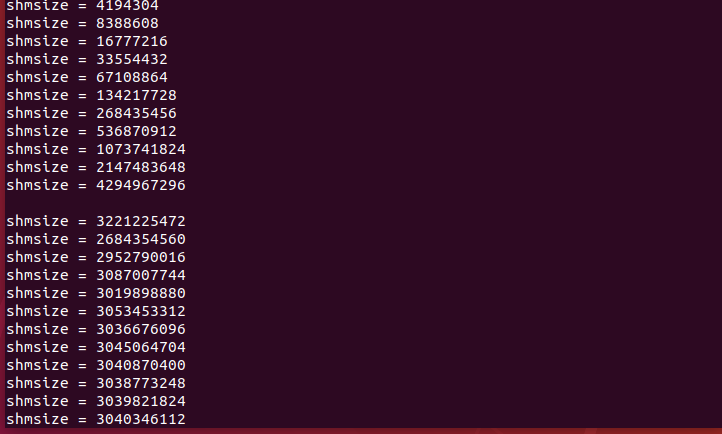 shmsize = 4194304
shmsize = 8388608
shmsize = 16777216
shmsize = 33554432
shmsize = 67108864
shmsize = 134217728
shmsize = 268435456
shmsize = 536870912
shmsize = 1073741824
shmsize = 2147483648
shmsize = 4294967296
shmsize = 3221225472
shmsize = 2684354560
shmsize = 2952790016
shmsize = 3087007744
shmsize = 3019898880
shmsize = 3053453312
shmsize = 3036676096
shmsize = 3045064704
shmsize = 3040870400
shmsize = 3038773248
shmsize = 3039821824
shmsize = 3040346112